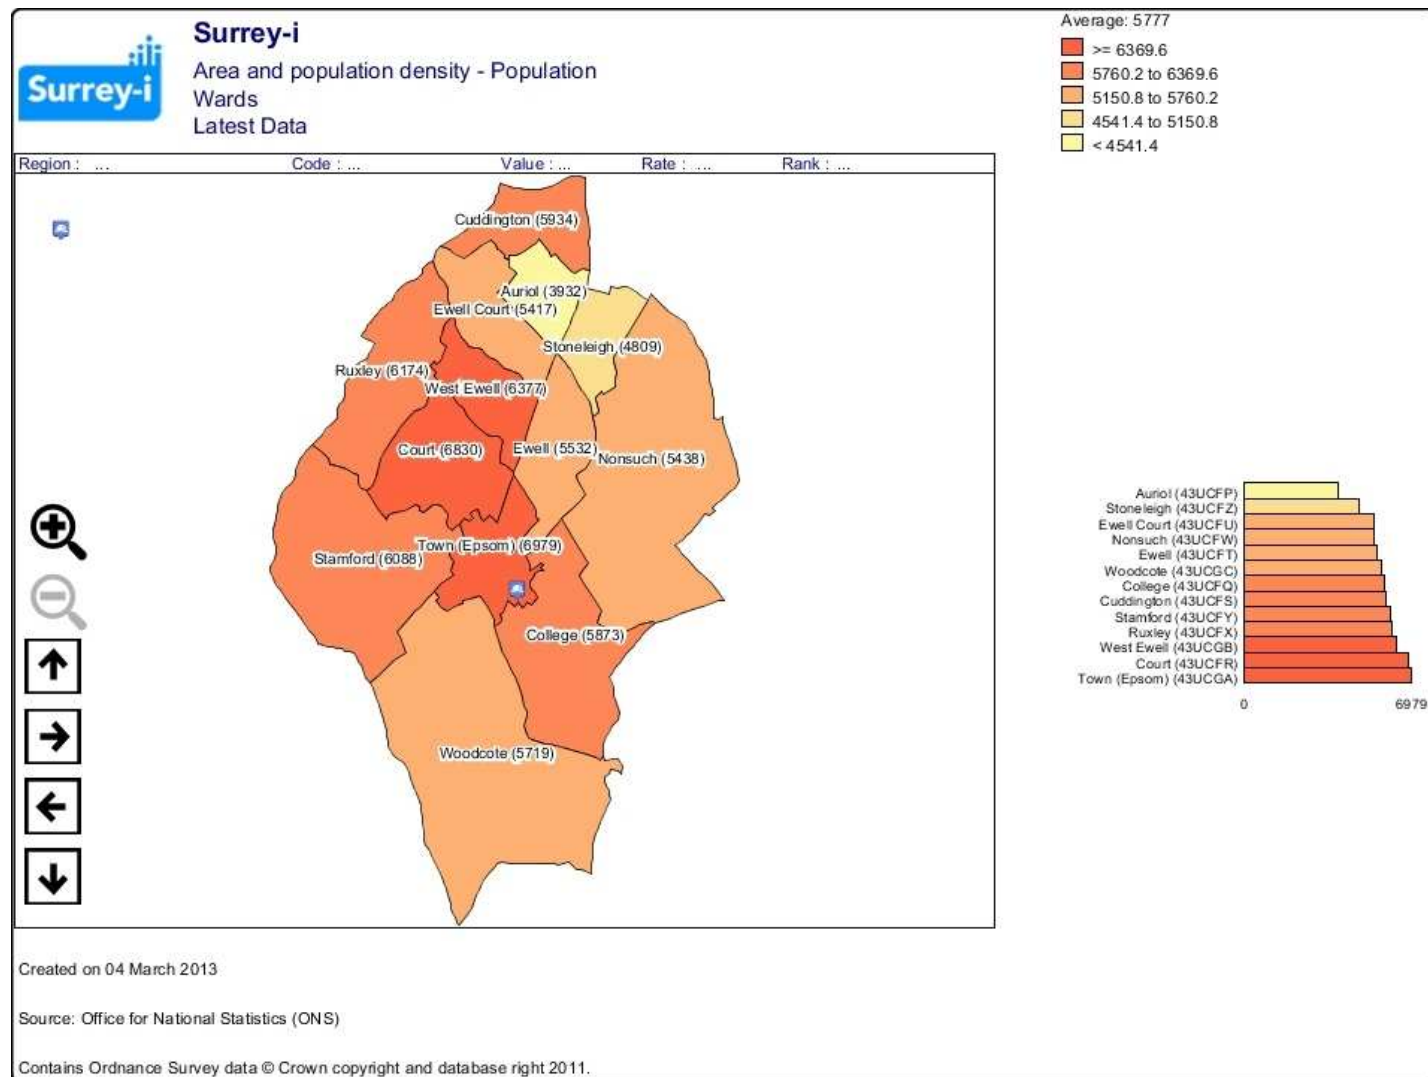 Surrey-i
Surrey-i
Area and population density - Population
Wards
Latest Data
Average: 5777
>= 6369.6
5760.2 to 6369.6
5150.8 to 5760.2
4541.4 to 5150.8
< 4541.4
Region : ... Code : ... Value : ... Rate : ... Rank : ...
Cuddington (5934)
Auriol (3932)
Ewell Court (5417)
Stoneleigh (4809)
Ruxley (6174)
West Ewell (6377)
Court (6830)
Ewell (5532)
Nonsuch (5438)
Town (Epsom) (6979)
Stamford (6088)
College (5873)
Woodcote (5719)
Auriol (43UCFP)
Stoneleigh (43UCFZ)
Ewell Court (43UCFU)
Nonsuch (43UCFW)
Ewell (43UCFT)
Woodcote (43UCGC)
College (43UCFQ)
Cuddington (43UCFS)
Stamford (43UCFY)
Ruxley (43UCFX)
West Ewell (43UCGB)
Court (43UCFR)
Town (Epsom) (43UCGA)
0 6979
Created on 04 March 2013
Source: Office for National Statistics (ONS)
Contains Ordnance Survey data © Crown copyright and database right 2011.